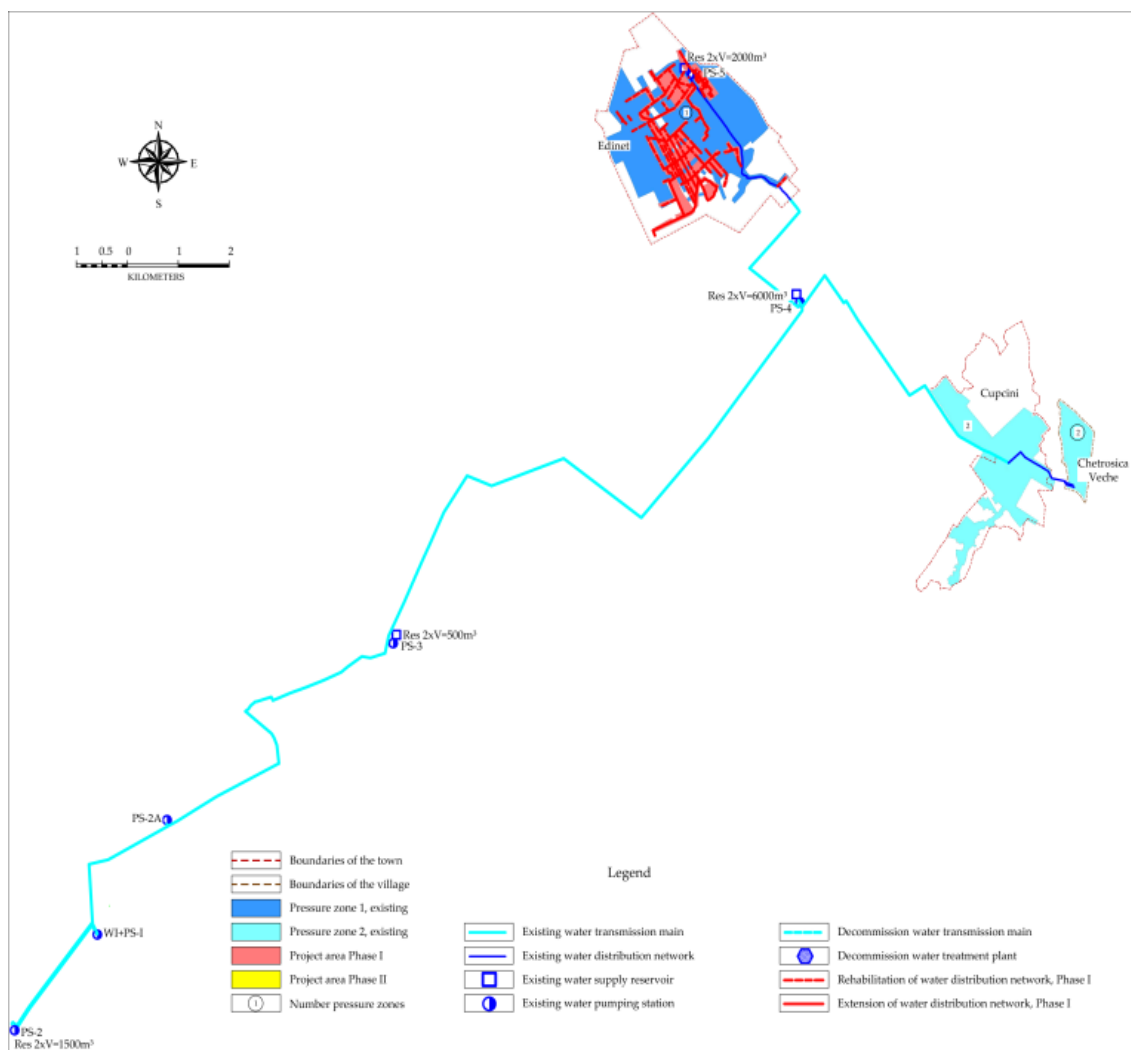 Res 2xV=2000m³
PS-5
1
Edinet
N
W
E
S
1 0.5 0 1 2
KILOMETERS
Res 2xV=6000m³
PS-4
Cupcini
2
2
Chetrosica
Veche
Res 2xV=500m³
PS-3
PS-2A
WI+PS-I
PS-2
Res 2xV=1500m³
Legend
Boundaries of the town
Boundaries of the village
Pressure zone 1, existing
Pressure zone 2, existing
Project area Phase I
Project area Phase II
1 Number pressure zones
Existing water transmission main
Existing water distribution network
Existing water supply reservoir
Existing water pumping station
Decommission water transmission main
Decommission water treatment plant
Rehabilitation of water distribution network, Phase I
Extension of water distribution network, Phase I